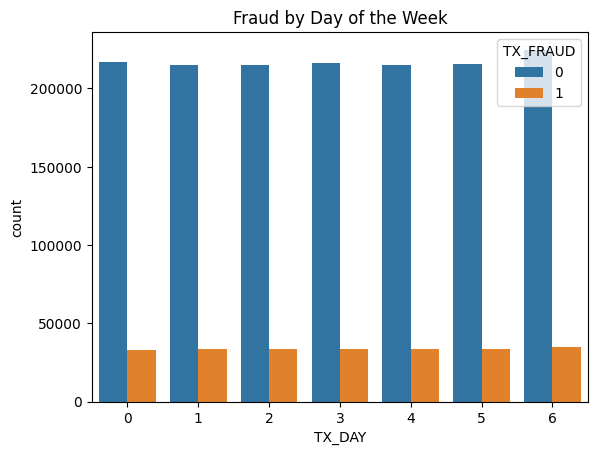 Fraud by Day of the Week
TX_FRAUD
0
1
200000
150000
100000
50000
0
count
0 1 2 3 4 5 6
TX_DAY